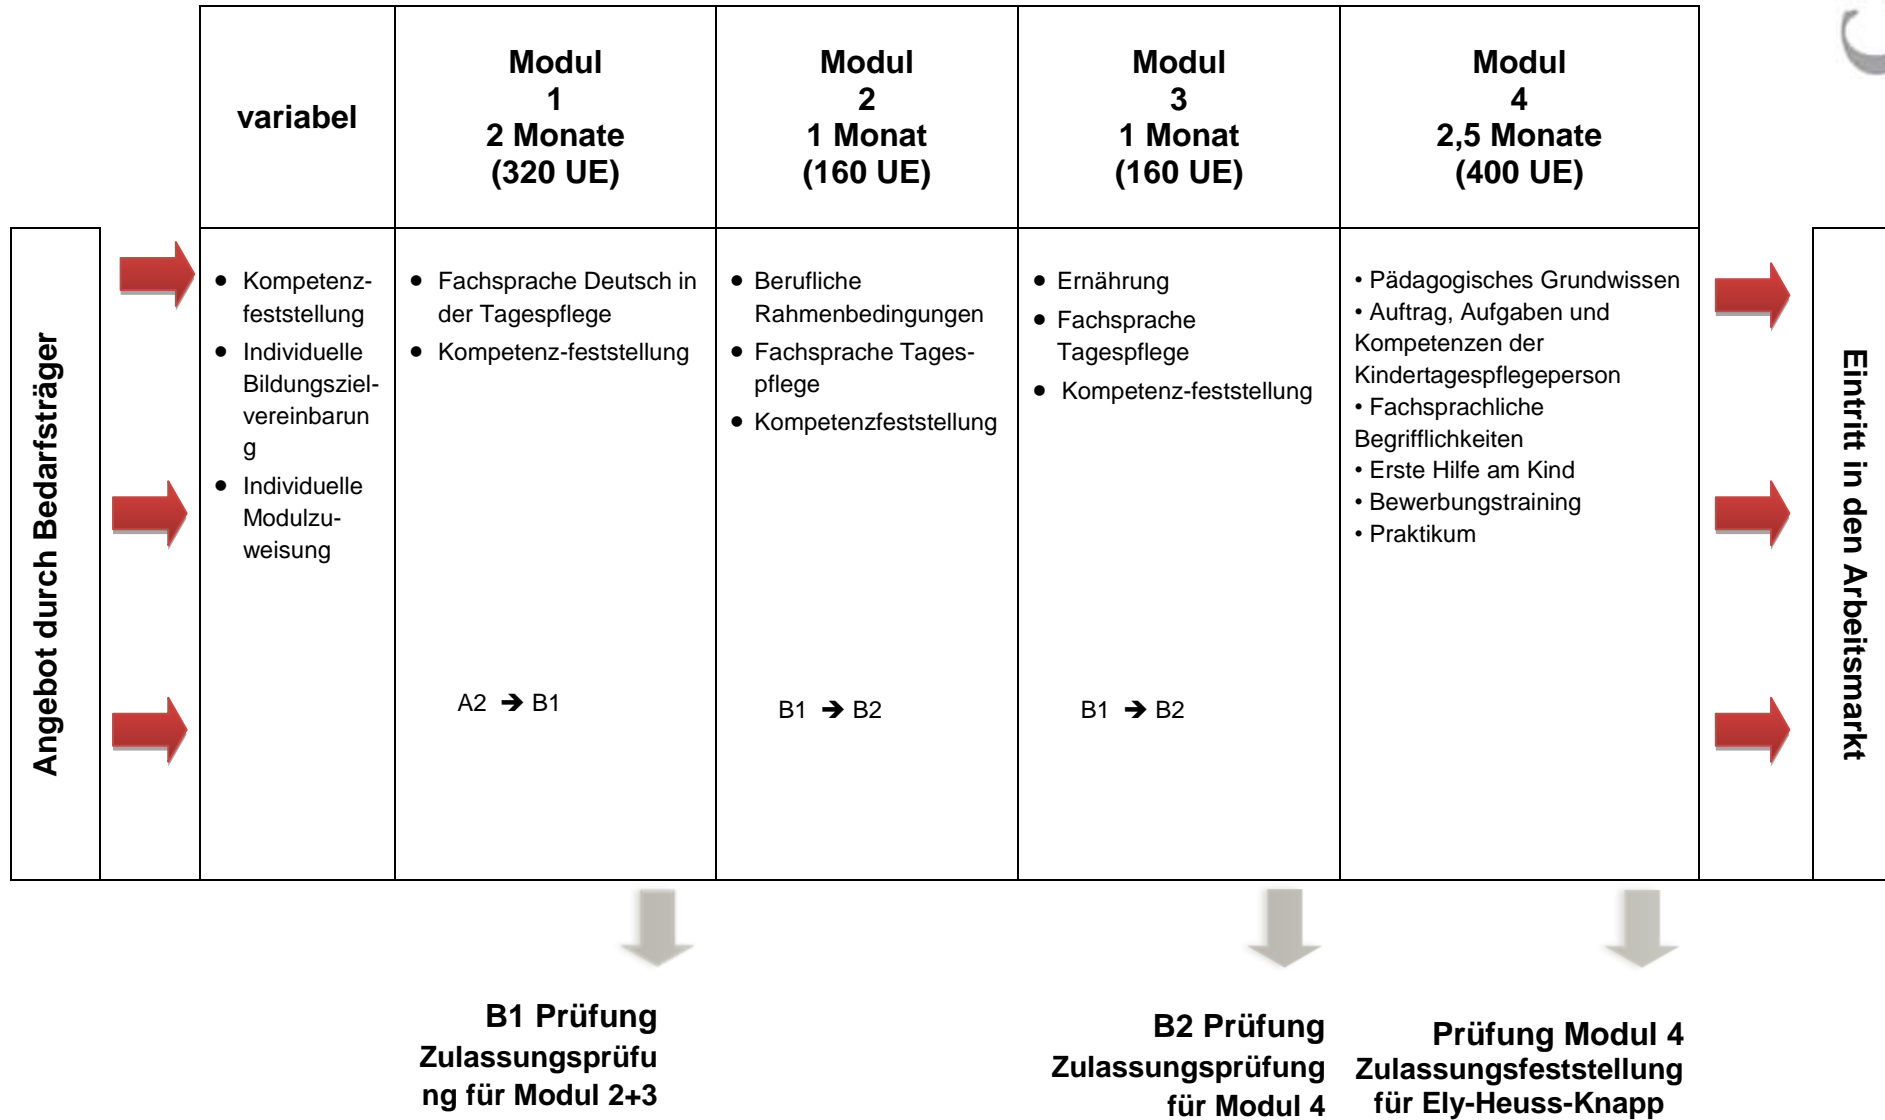 variabel
Modul
1
2 Monate
(320 UE)
Modul
2
1 Monat
(160 UE)
Modul
3
1 Monat
(160 UE)
Modul
4
2,5 Monate
(400 UE)
Angebot durch Bedarfsträger
• Kompetenz-
feststellung
• Individuelle
Bildungsziel-
vereinbarun
g
• Individuelle
Modulzu-
weisung
• Fachsprache Deutsch in
der Tagespflege
• Kompetenz-feststellung
A2 ➔ B1
• Berufliche
Rahmenbedingungen
• Fachsprache Tages-
pflege
• Kompetenzfeststellung
B1 ➔ B2
• Ernährung
• Fachsprache
Tagespflege
• Kompetenz-feststellung
B1 ➔ B2
• Pädagogisches Grundwissen
• Auftrag, Aufgaben und
Kompetenzen der
Kindertagespflegeperson
• Fachsprachliche
Begrifflichkeiten
• Erste Hilfe am Kind
• Bewerbungstraining
• Praktikum
Eintritt in den Arbeitsmarkt
B1 Prüfung
Zulassungsprüfu
ng für Modul 2+3
B2 Prüfung
Zulassungsprüfung
für Modul 4
Prüfung Modul 4
Zulassungsfeststellung
für Ely-Heuss-Knapp